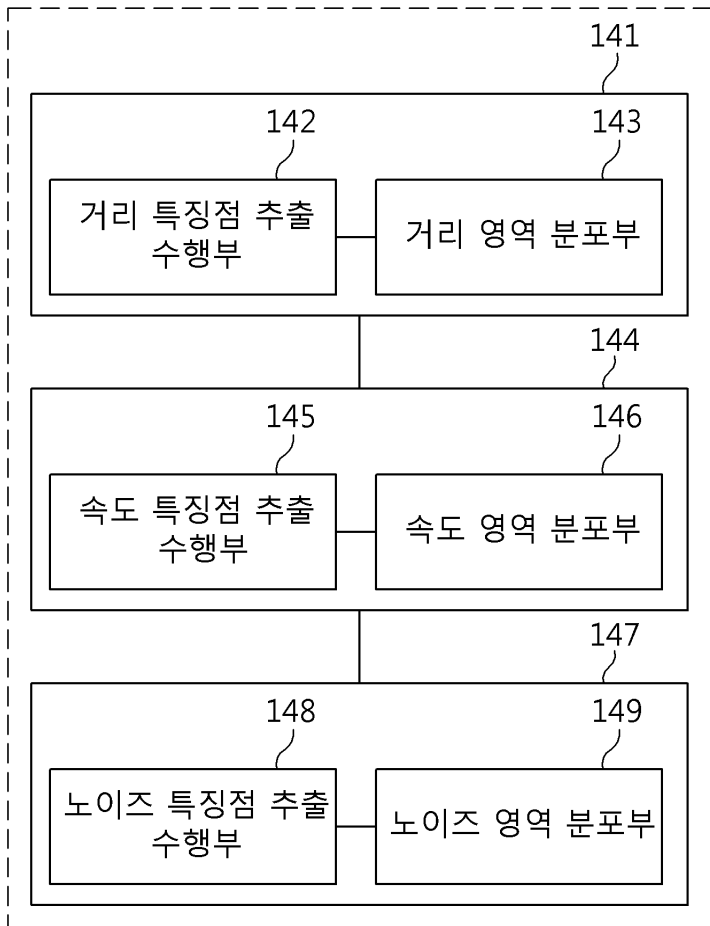 141
142
143
거리 특징점 추출
수행부
거리 영역 분포부
144
145
146
속도 특징점 추출
수행부
속도 영역 분포부
147
148
149
노이즈 특징점 추출
수행부
노이즈 영역 분포부